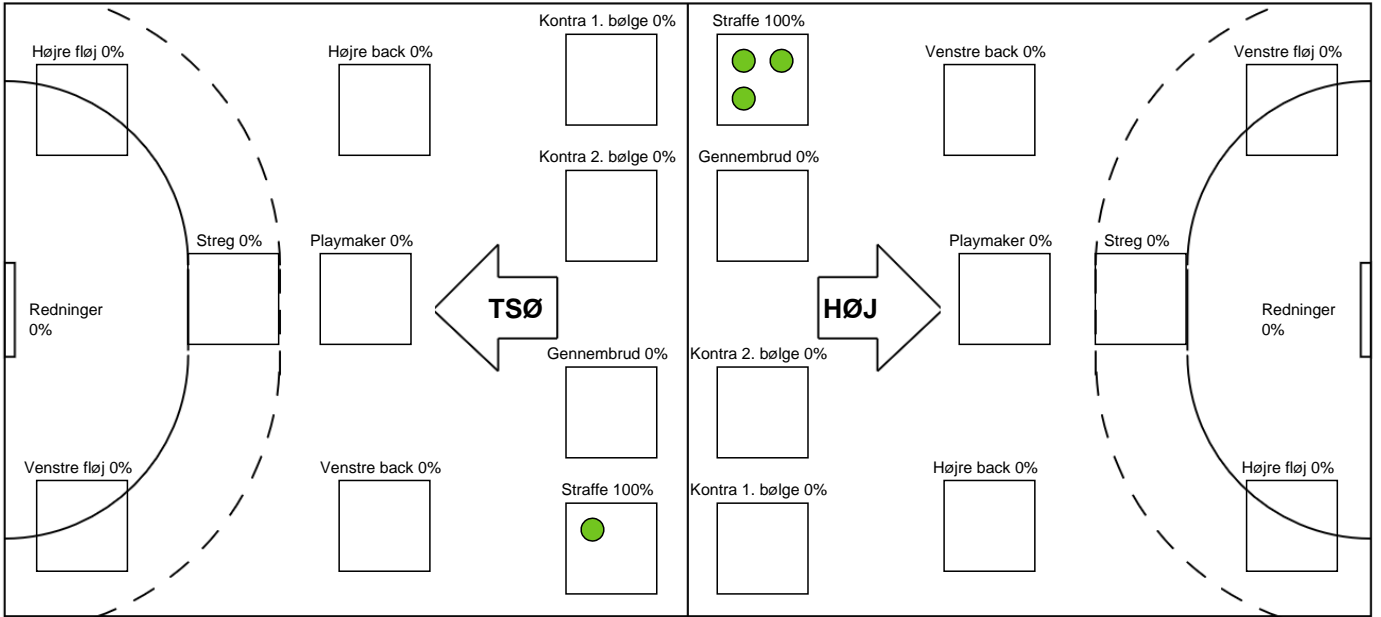 Kontra 1. bølge 0%
Straffe 100%
Højre fløj 0%
Højre back 0%
Venstre back 0%
Venstre fløj 0%
Kontra 2. bølge 0%
Gennembrud 0%
Streg 0%
Playmaker 0%
Playmaker 0%
Streg 0%
Redninger
0%
TSØ
HØJ
Redninger
0%
Gennembrud 0%
Kontra 2. bølge 0%
Venstre fløj 0%
Venstre back 0%
Højre back 0%
Højre fløj 0%
Straffe 100%
Kontra 1. bølge 0%